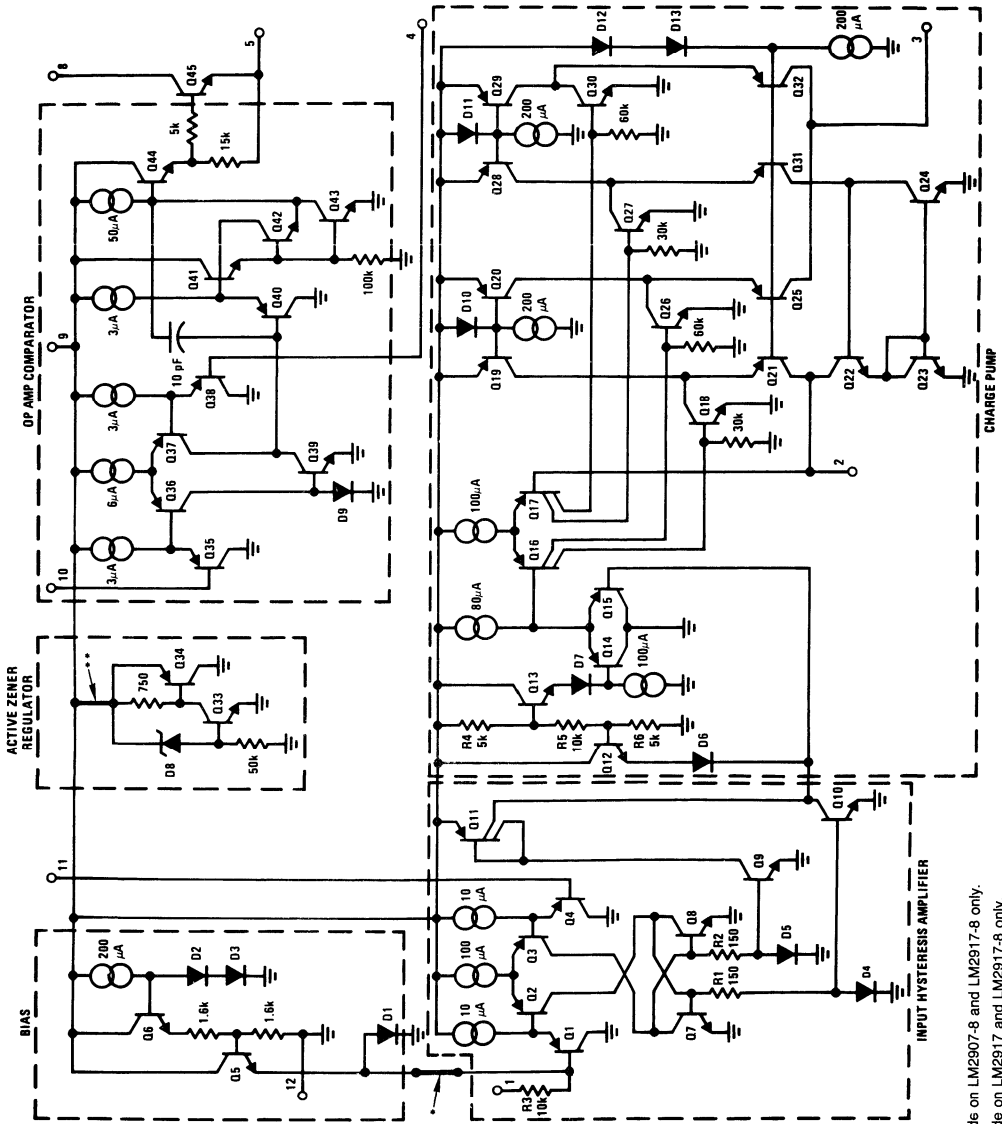 8
5
4
9
10
11
12
1
2
3
OP AMP COMPARATOR
Q45
5k
15k
Q44
50µA
Q43
Q42
Q41
100k
3µA
Q40
10 pF
3µA
Q38
Q37
6µA
Q36
Q39
D9
3µA
Q35
ACTIVE ZENER
REGULATOR
**
750
Q34
Q33
D8
50k
BIAS
200
µA
D2
D3
Q6
1.6k
1.6k
Q5
D1
*
R3
10k
10
µA
100
µA
10
µA
Q1
Q2
Q3
Q4
Q11
Q7
Q8
R1
150
R2
150
Q9
D5
D4
Q10
INPUT HYSTERESIS AMPLIFIER
D12
D13
200
µA
D11
Q29
Q28
200
µA
Q30
60k
Q27
30k
Q32
Q31
D10
Q20
Q19
200
µA
Q26
60k
Q25
Q24
Q18
30k
Q21
Q22
Q23
100µA
Q17
Q16
80µA
Q15
Q14
D7
100µA
Q13
R4
5k
R5
10k
R6
5k
Q12
D6
CHARGE PUMP
de on LM2907-8 and LM2917-8 only.
de on LM2917 and LM2917-8 only.